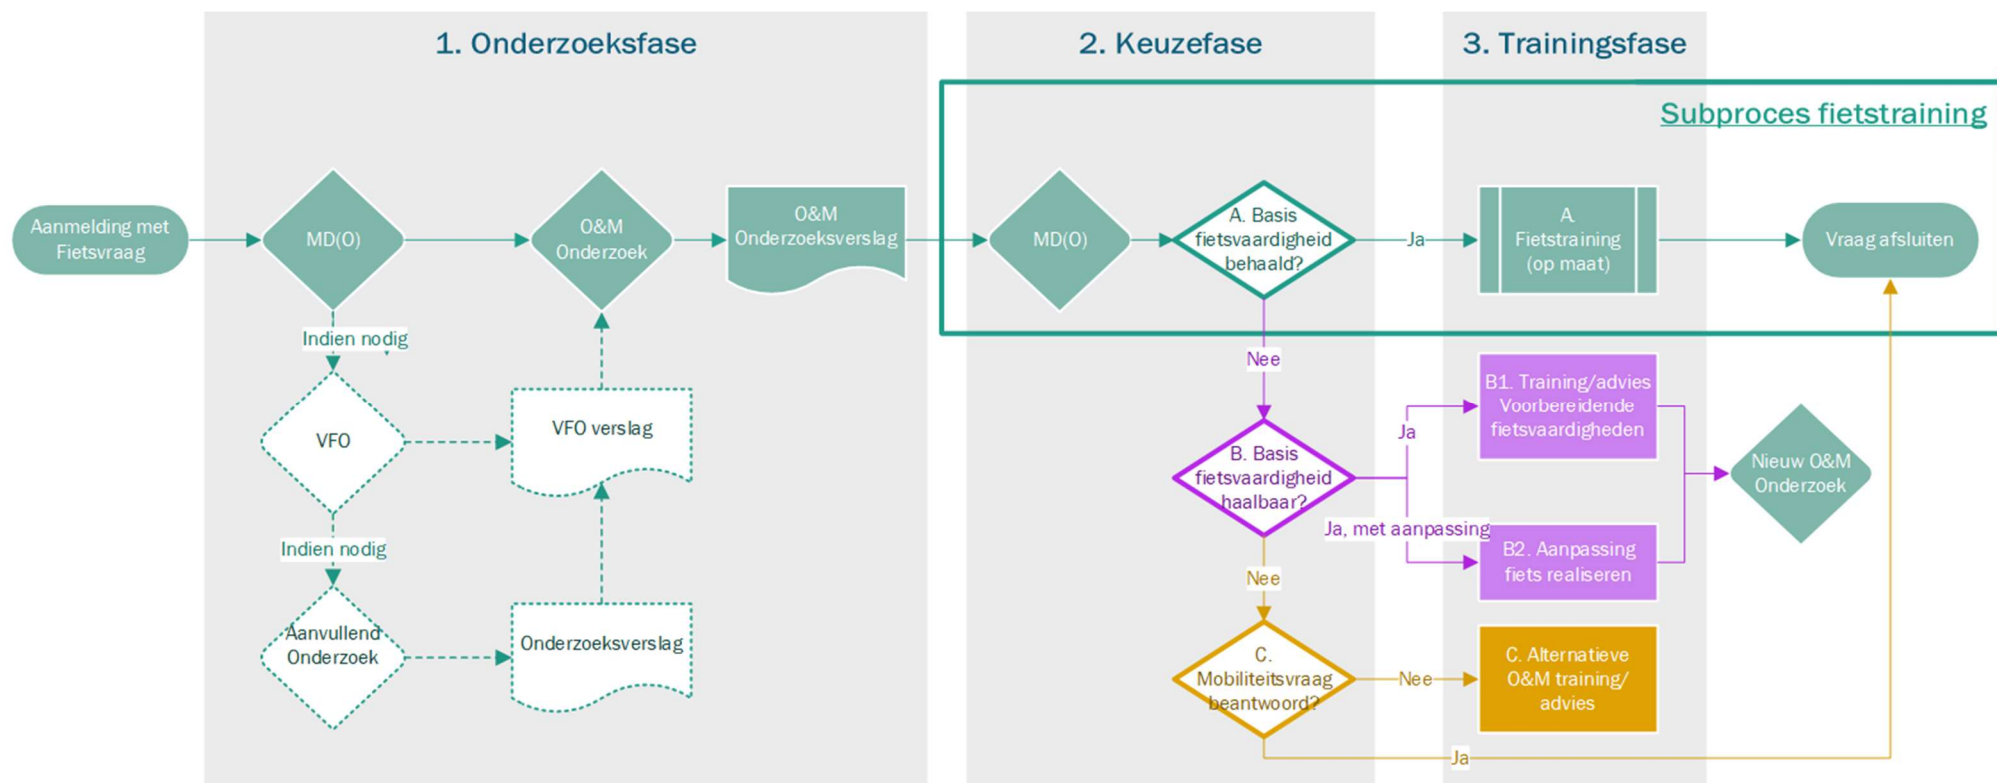 1. Onderzoeksfase
2. Keuzefase
3. Trainingsfase
Subproces fietstraining
Aanmelding met
Fietsvraag
MD(O)
O&M
Onderzoek
O&M
Onderzoeksverslag
MD(O)
A. Basis
fietsvaardigheid
behaald?
Ja
A.
Fietstraining
(op maat)
Vraag afsluiten
Indien nodig
VFO
VFO verslag
Indien nodig
Aanvullend
Onderzoek
Onderzoeksverslag
Nee
B. Basis
fietsvaardigheid
haalbaar?
Ja
B1. Training/advies
Voorbereidende
fietsvaardigheden
Ja, met aanpassing
B2. Aanpassing
fiets realiseren
Nieuw O&M
Onderzoek
Nee
C.
Mobiliteitsvraag
beantwoord?
Nee
C. Alternatieve
O&M training/
advies
Ja